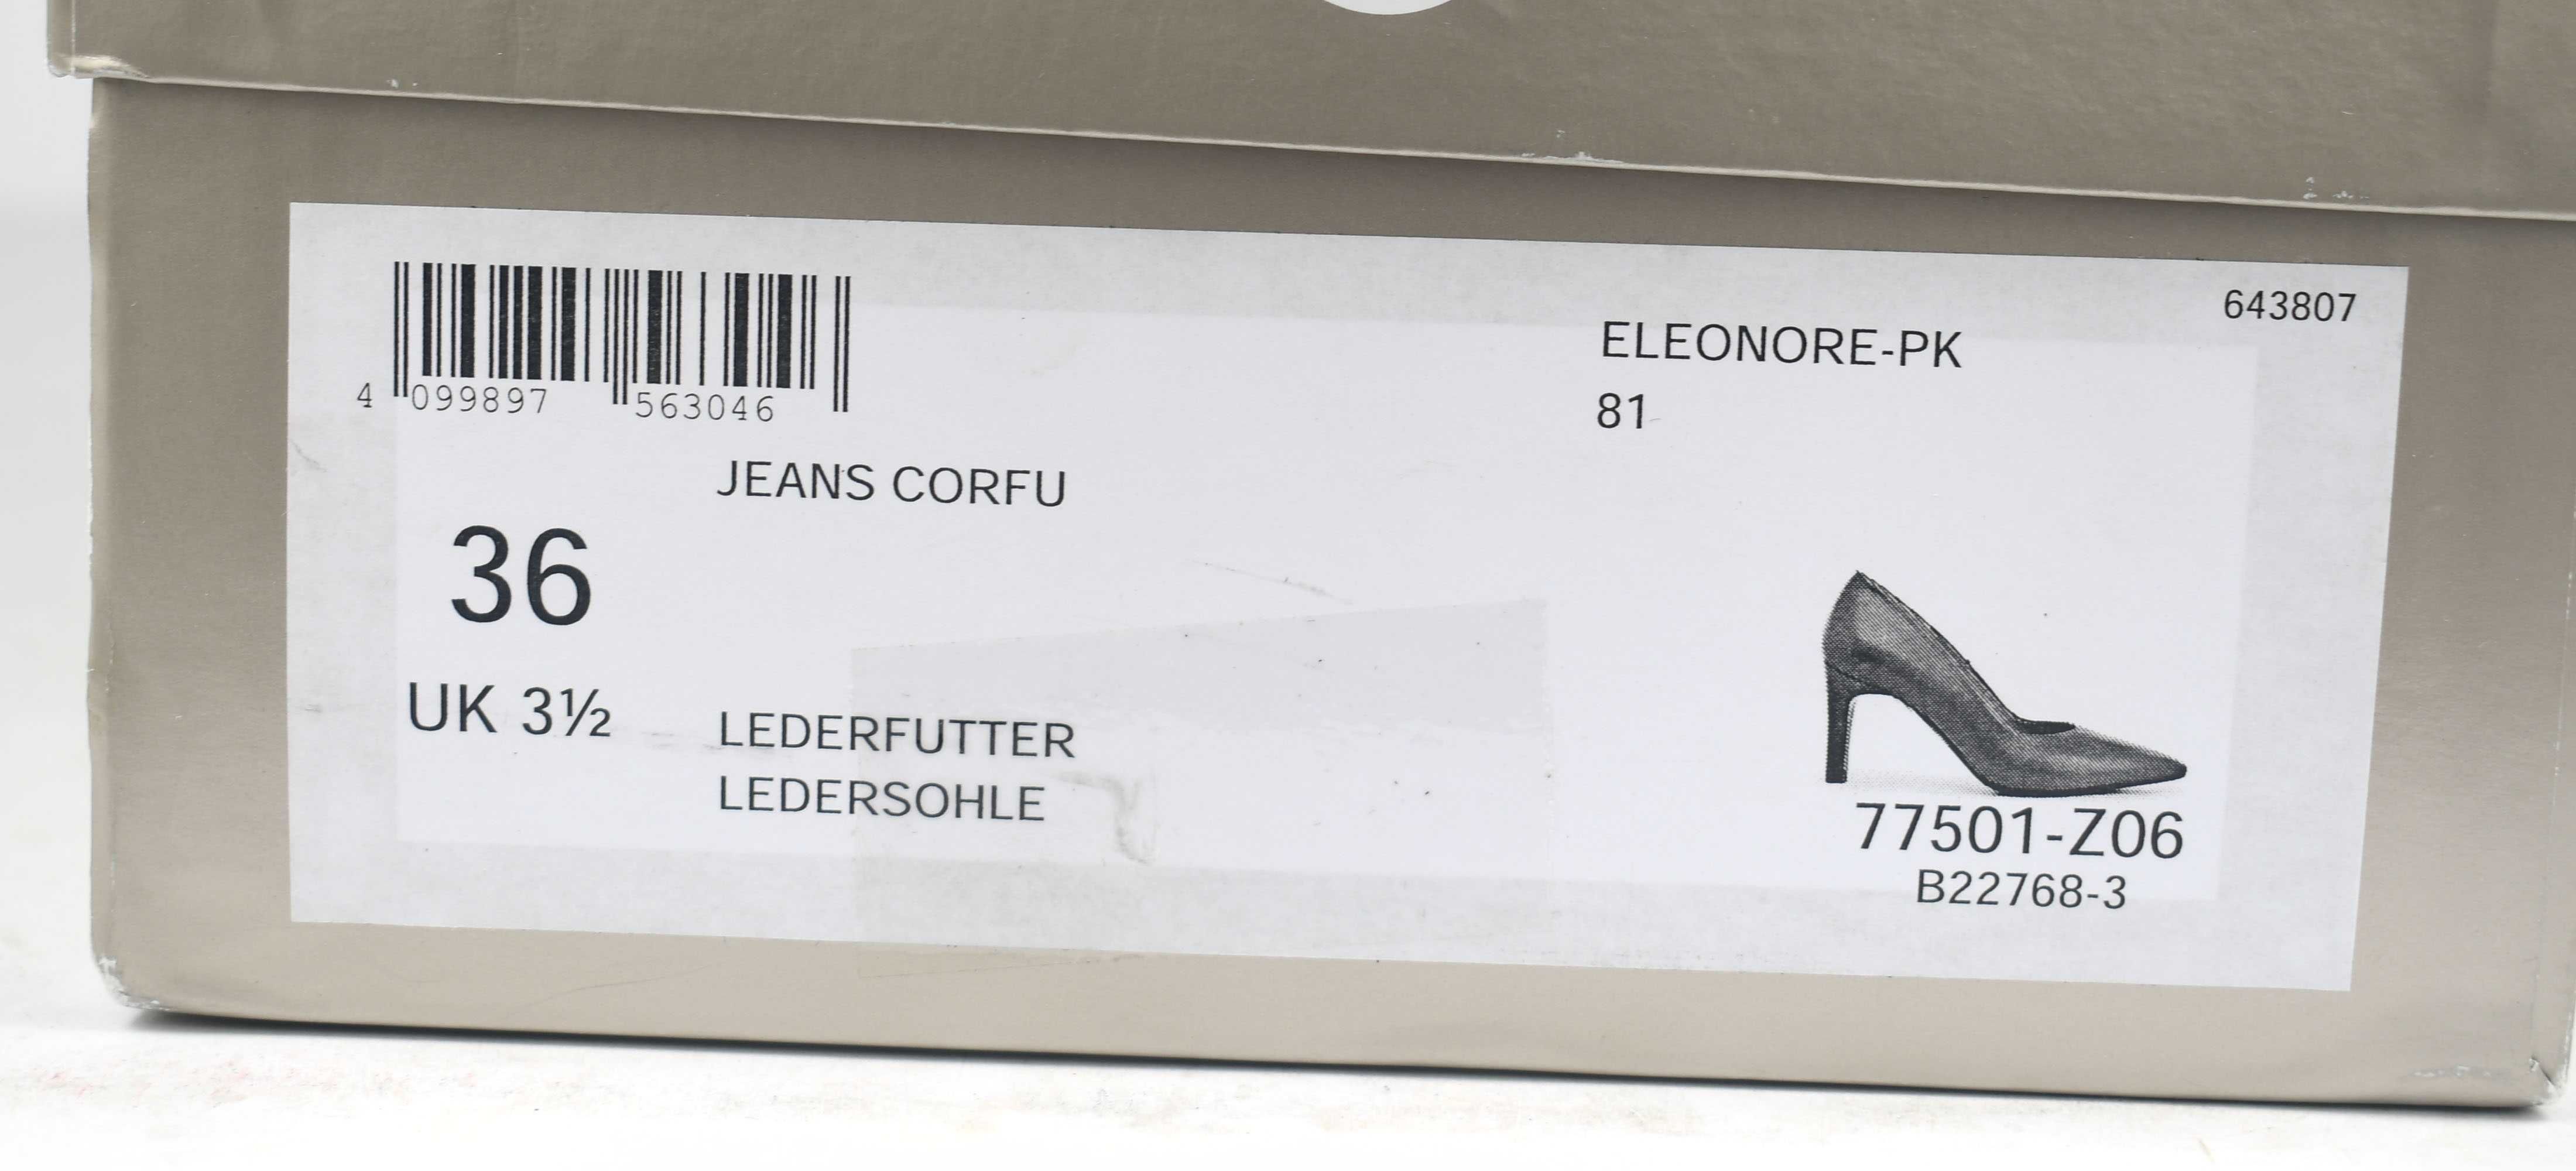 4 099897 563046
JEANS CORFU
36
UK 3½
LEDERFUTTER
LEDERSOHLE
643807
ELEONORE-PK
81
77501-Z06
B22768-3